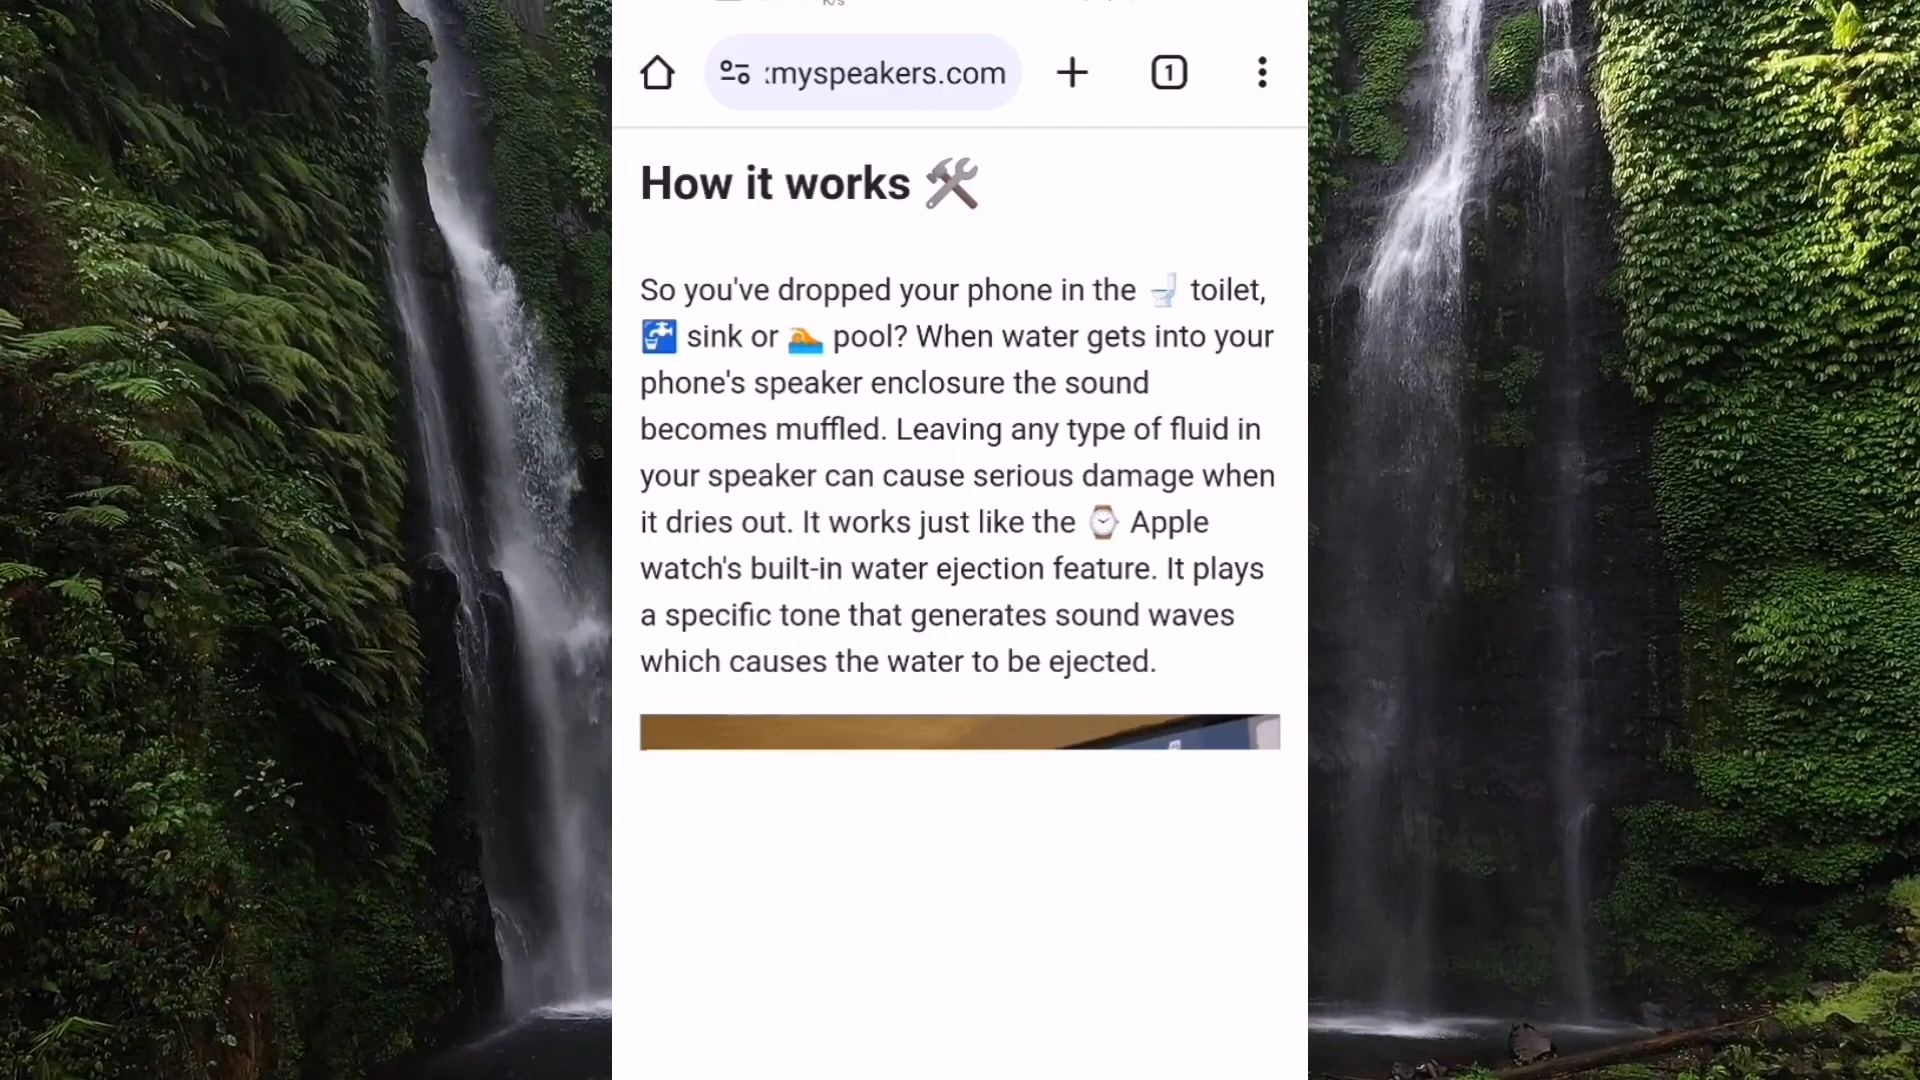 K/s
:myspeakers.com
1
How it works 🛠️
So you've dropped your phone in the 🚽 toilet,
🚰 sink or 🏊 pool? When water gets into your
phone's speaker enclosure the sound
becomes muffled. Leaving any type of fluid in
your speaker can cause serious damage when
it dries out. It works just like the ⌚ Apple
watch's built-in water ejection feature. It plays
a specific tone that generates sound waves
which causes the water to be ejected.